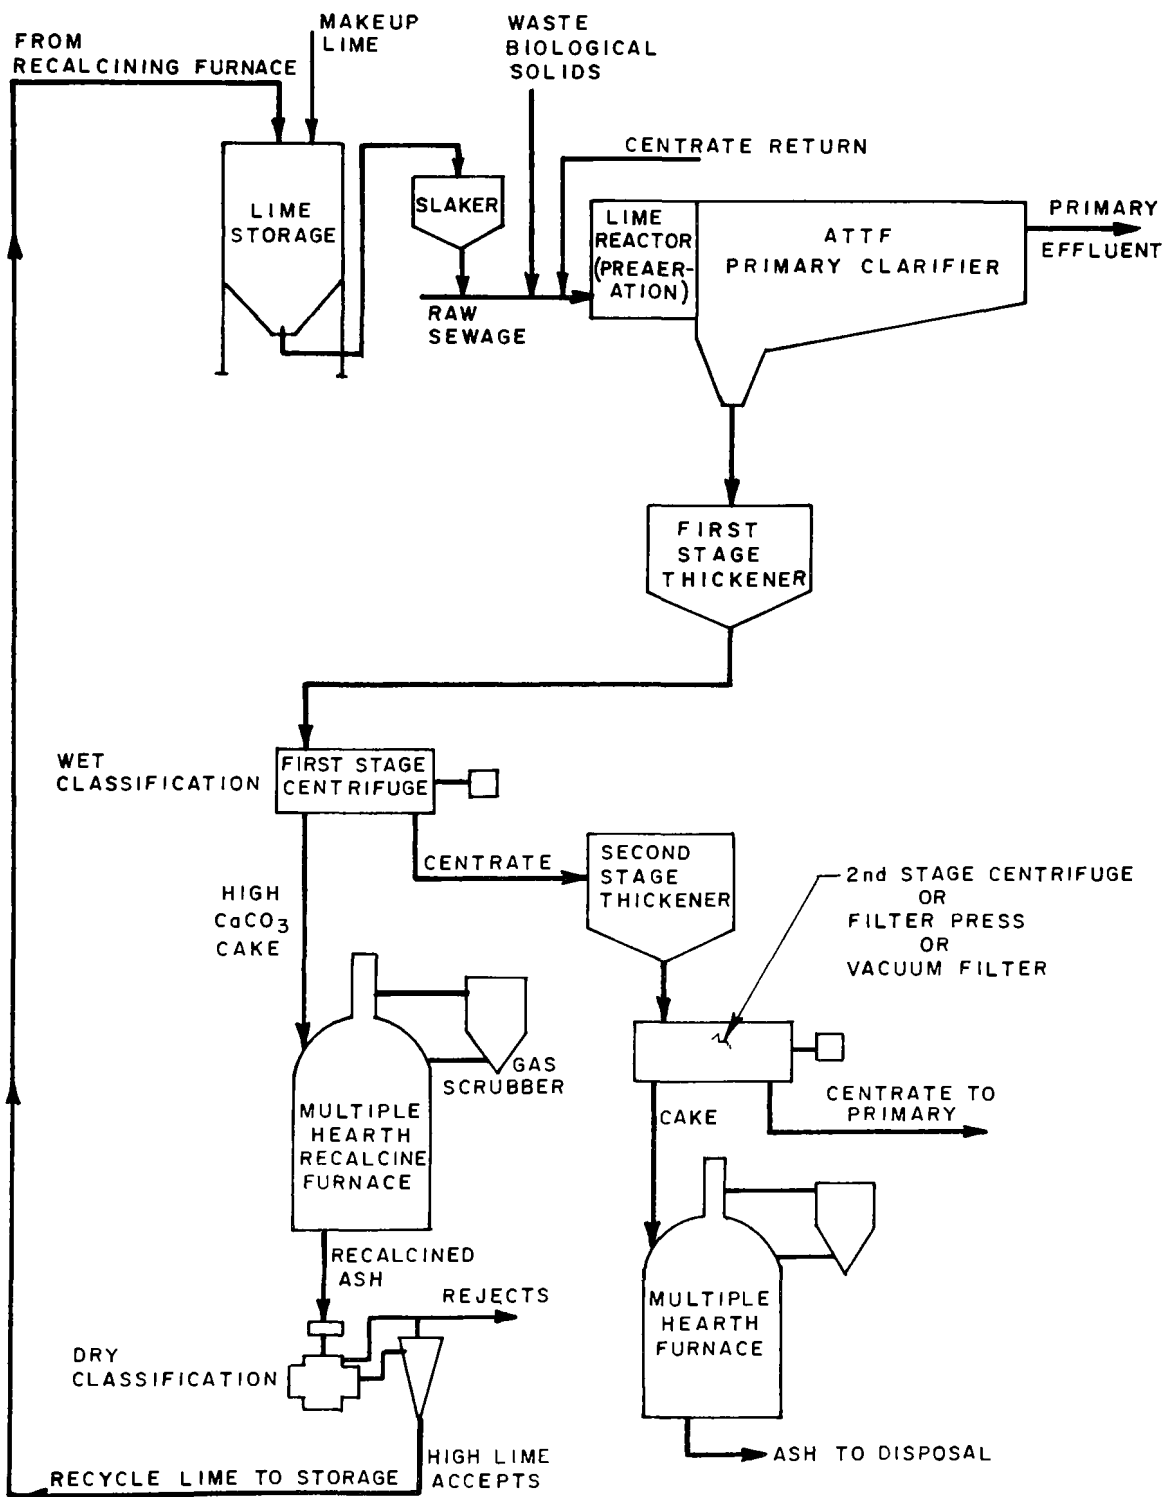 FROM
RECALCINING FURNACE
MAKEUP
LIME
WASTE
BIOLOGICAL
SOLIDS
CENTRATE RETURN
LIME
STORAGE
SLAKER
LIME
REACTOR
(PREAER-
ATION)
ATTF
PRIMARY CLARIFIER
PRIMARY
EFFLUENT
RAW
SEWAGE
FIRST
STAGE
THICKENER
WET
CLASSIFICATION
FIRST STAGE
CENTRIFUGE
CENTRATE
SECOND
STAGE
THICKENER
2nd STAGE CENTRIFUGE
OR
FILTER PRESS
OR
VACUUM FILTER
HIGH
CaCO3
CAKE
GAS
SCRUBBER
MULTIPLE
HEARTH
RECALCINE
FURNACE
CAKE
CENTRATE TO
PRIMARY
RECALCINED
ASH
REJECTS
MULTIPLE
HEARTH
FURNACE
DRY
CLASSIFICATION
HIGH LIME
ACCEPTS
ASH TO DISPOSAL
RECYCLE LIME TO STORAGE